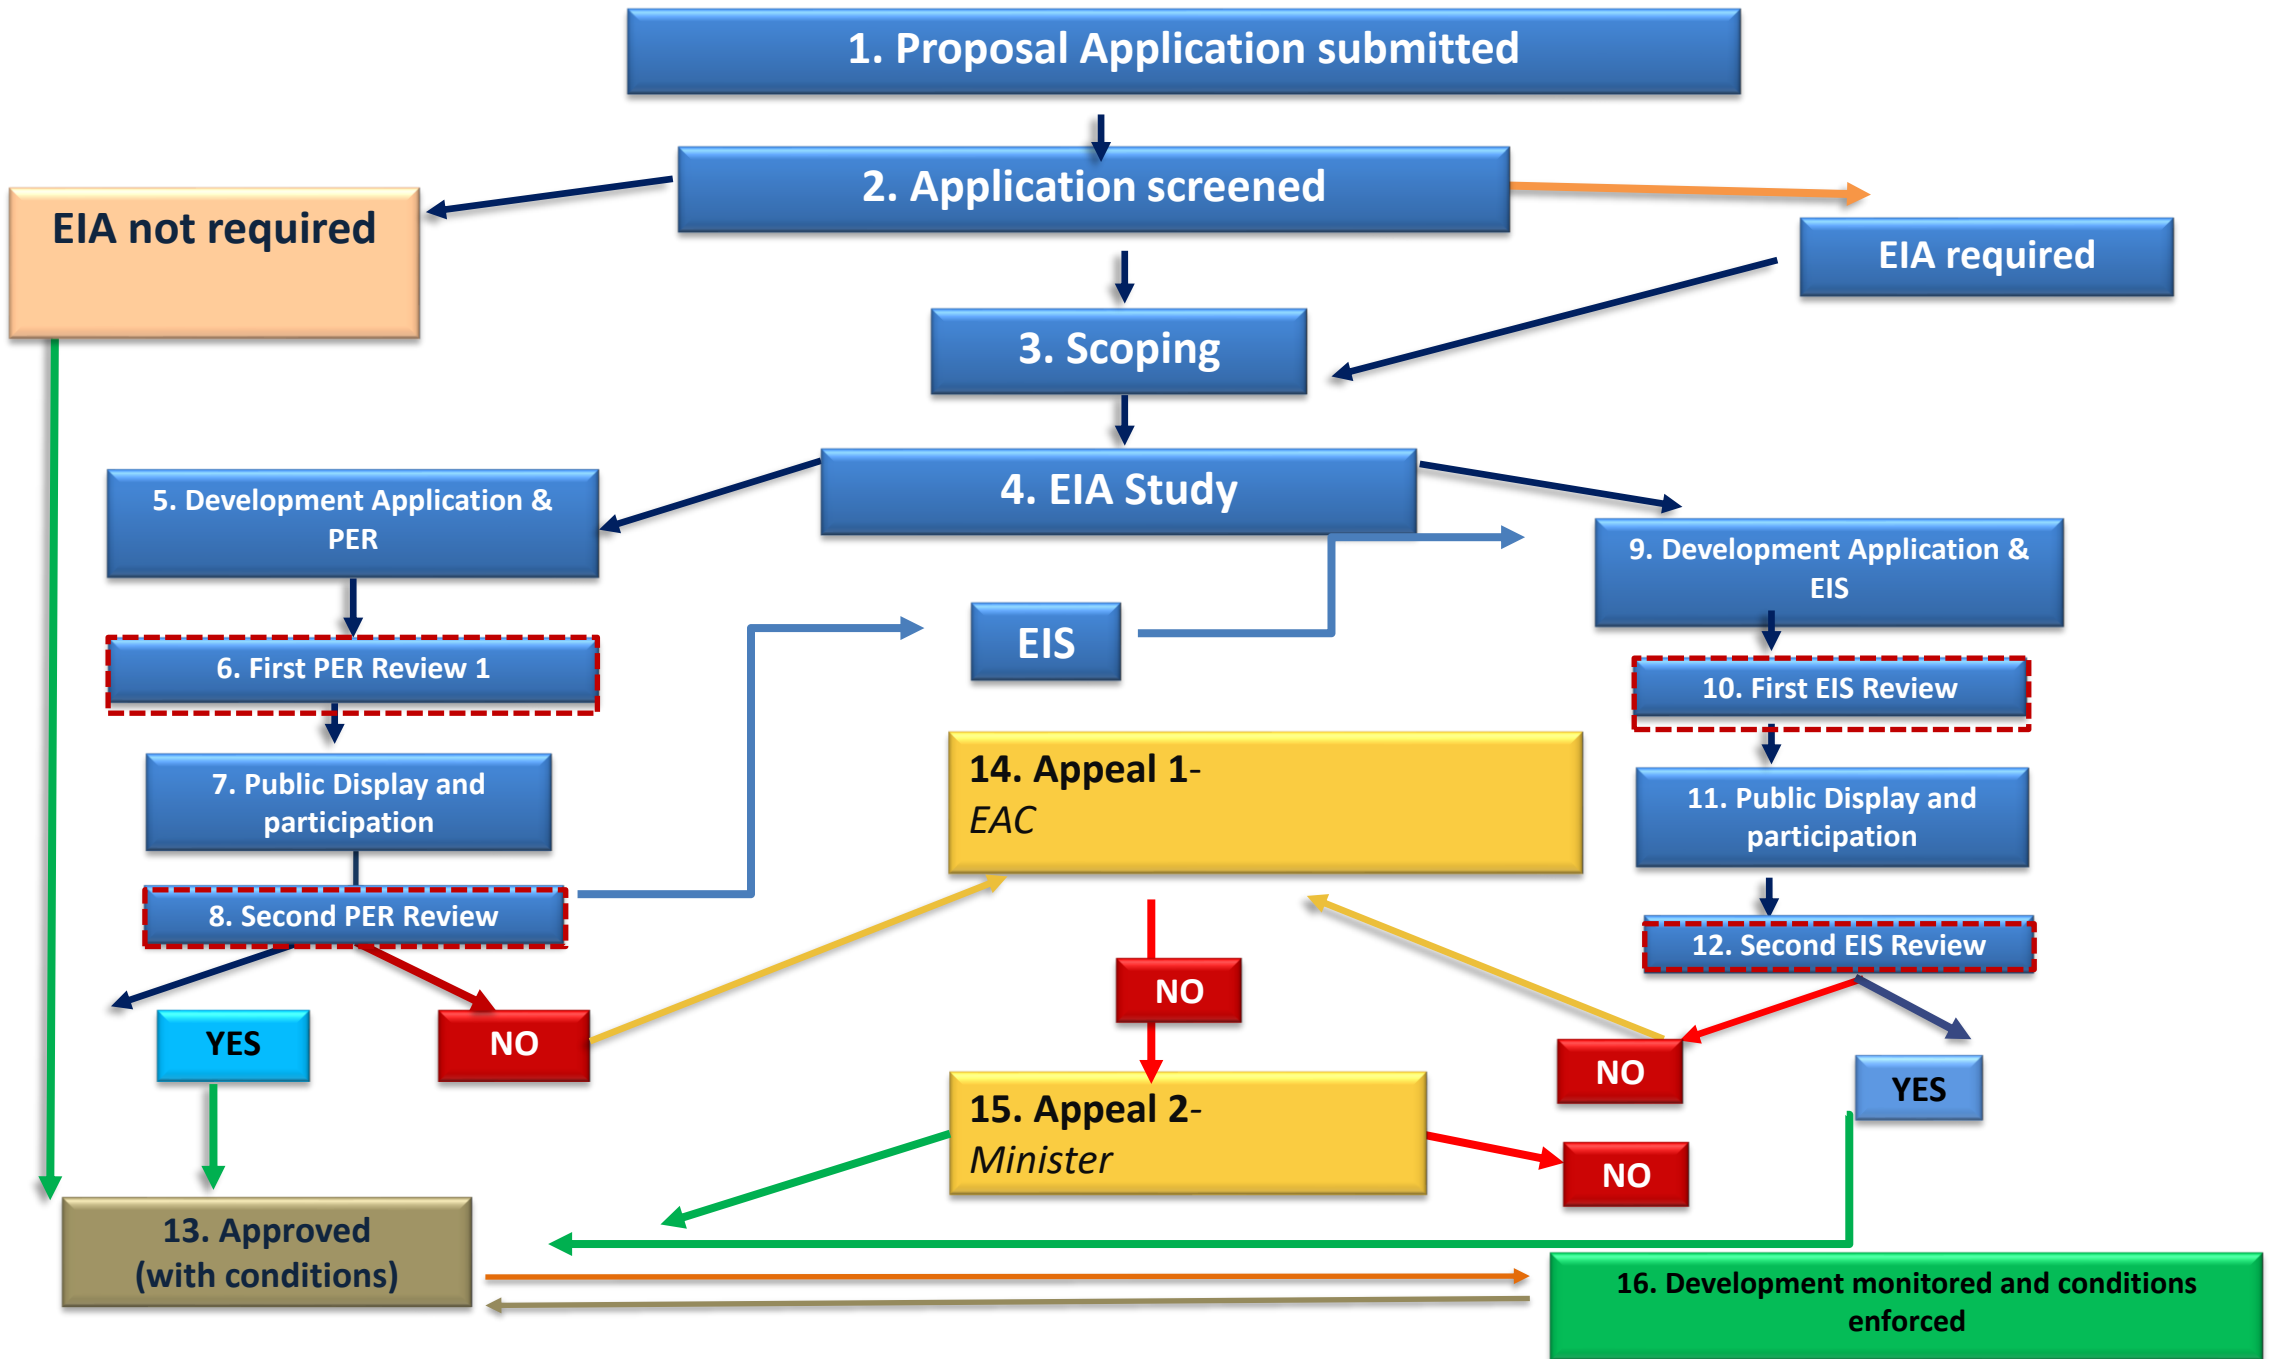 1. Proposal Application submitted
2. Application screened
EIA not required
EIA required
3. Scoping
4. EIA Study
5. Development Application &
PER
9. Development Application &
EIS
6. First PER Review 1
EIS
10. First EIS Review
7. Public Display and
participation
14. Appeal 1-
EAC
11. Public Display and
participation
8. Second PER Review
12. Second EIS Review
YES
NO
NO
NO
YES
15. Appeal 2-
Minister
NO
13. Approved
(with conditions)
16. Development monitored and conditions
enforced